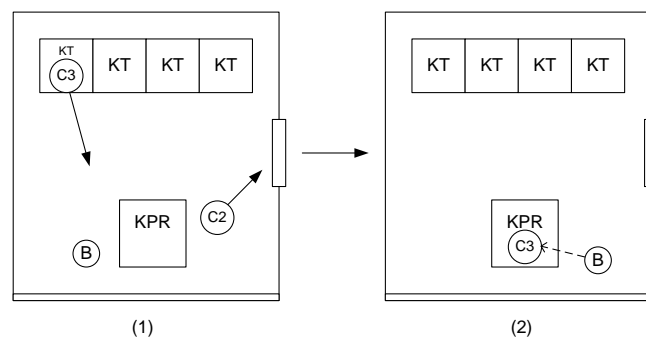 KT KT KT KT KT KT KT KT
C3
C2
KPR KPR
C3
B B
(1) (2)